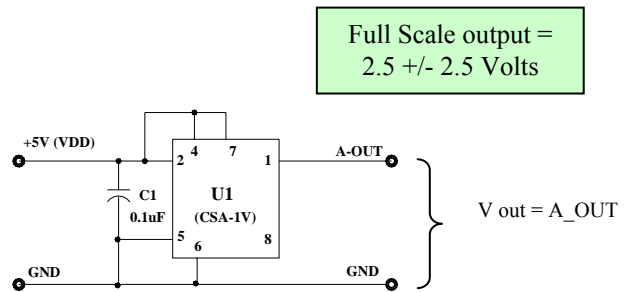 Full Scale output =
2.5 +/- 2.5 Volts
+5V (VDD)
4
7
2
1
A-OUT
C1
0.1uF
U1
(CSA-1V)
5
6
8
V out = A_OUT
GND
GND